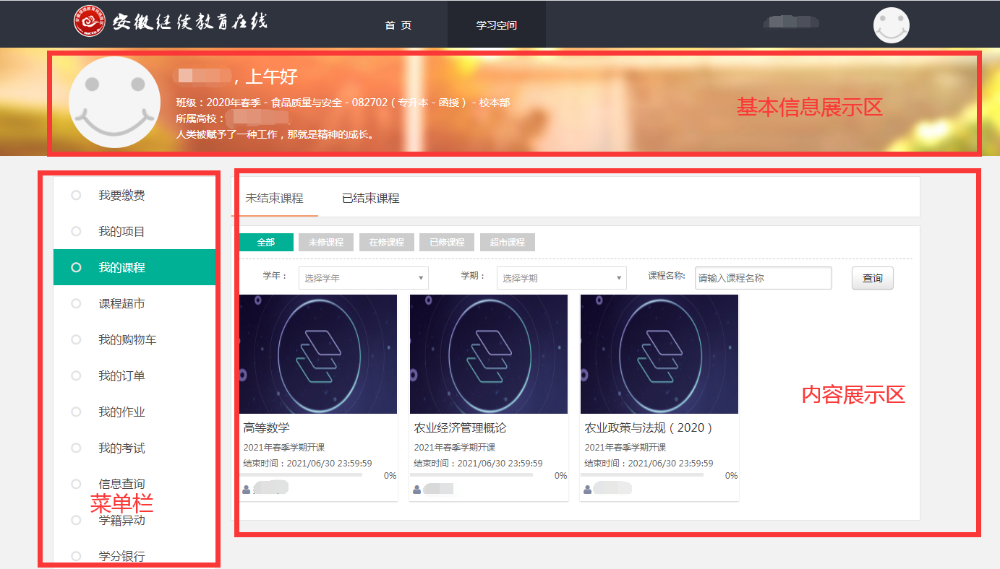 安徽继续教育在线
首 页
学习空间
，上午好
班级：2020年春季 - 食品质量与安全 - 082702（专升本 - 函授） - 校本部
所属高校：
人类被赋予了一种工作，那就是精神的成长。
基本信息展示区
我要缴费
我的项目
我的课程
课程超市
我的购物车
我的订单
我的作业
我的考试
信息查询
菜单栏
学籍异动
学分银行
未结束课程 已结束课程
全部 未修课程 在修课程 已修课程 超市课程
学年： 选择学年 学期： 选择学期 课程名称: 请输入课程名称 查询
内容展示区
高等数学
2021年春季学期开课
结束时间：2021/06/30 23:59:59
0%
农业经济管理概论
2021年春季学期开课
结束时间：2021/06/30 23:59:59
0%
农业政策与法规（2020）
2021年春季学期开课
结束时间：2021/06/30 23:59:59
0%